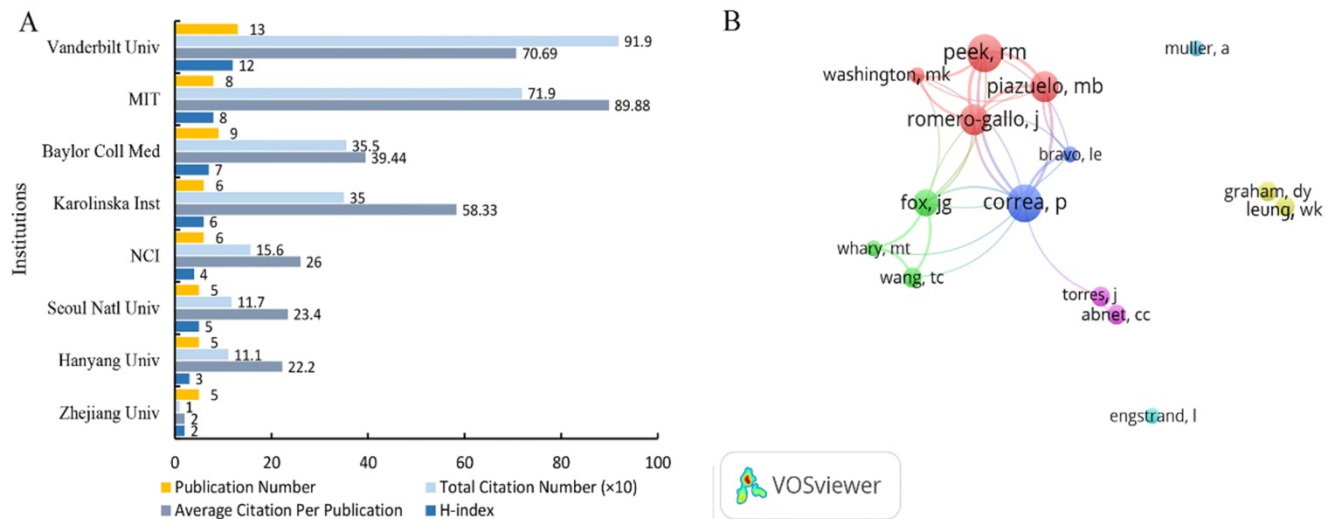 A
Institutions
Vanderbilt Univ
13
91.9
70.69
12
MIT
8
71.9
89.88
8
Baylor Coll Med
9
35.5
39.44
7
Karolinska Inst
6
35
58.33
6
NCI
6
15.6
26
4
Seoul Natl Univ
5
11.7
23.4
5
Hanyang Univ
5
11.1
22.2
3
Zhejiang Univ
5
1
2
2
0 20 40 60 80 100
Publication Number Total Citation Number (×10)
Average Citation Per Publication H-index
B
muller, a
peek, rm
washington, mk
piazuelo, mb
romero-gallo, j
bravo, le
graham, dy
leung, wk
fox, jg
correa, p
whary, mt
wang, tc
torres, j
abnet, cc
engstrand, l
VOSviewer